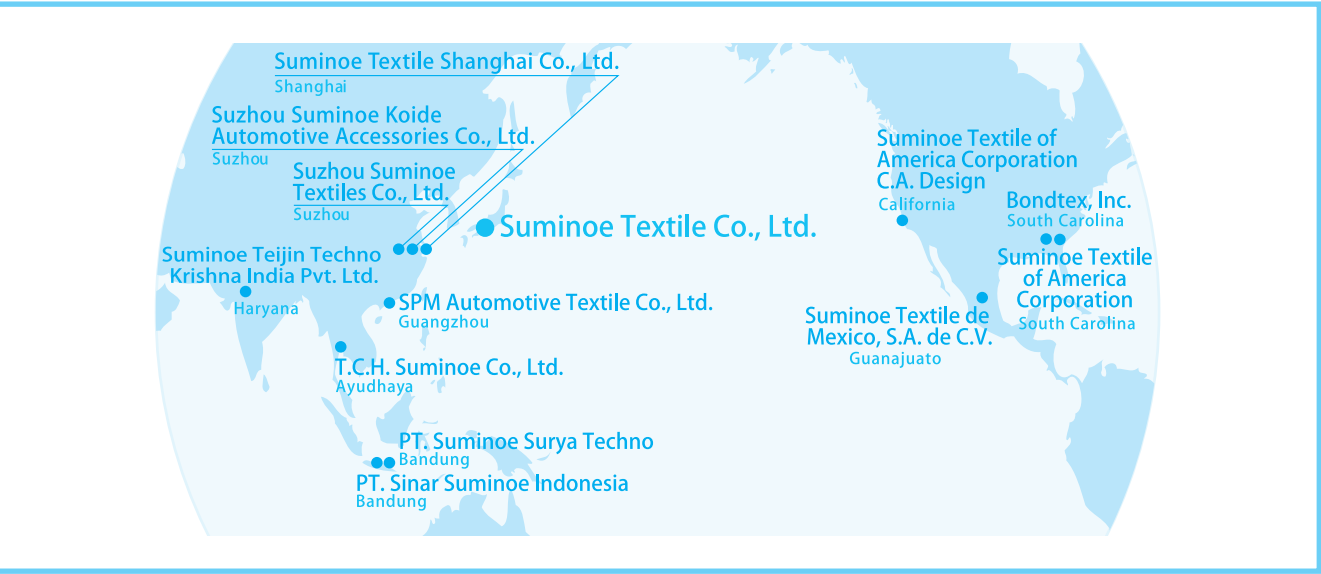 Suminoe Textile Shanghai Co., Ltd.
Shanghai
Suzhou Suminoe Koide
Automotive Accessories Co., Ltd.
Suzhou
Suzhou Suminoe
Textiles Co., Ltd.
Suzhou
Suminoe Textile Co., Ltd.
Suminoe Teijin Techno
Krishna India Pvt. Ltd.
Haryana
SPM Automotive Textile Co., Ltd.
Guangzhou
T.C.H. Suminoe Co., Ltd.
Ayudhaya
PT. Suminoe Surya Techno
Bandung
PT. Sinar Suminoe Indonesia
Bandung
Suminoe Textile of
America Corporation
C.A. Design
California
Bondtex, Inc.
South Carolina
Suminoe Textile
of America
Corporation
South Carolina
Suminoe Textile de
Mexico, S.A. de C.V.
Guanajuato